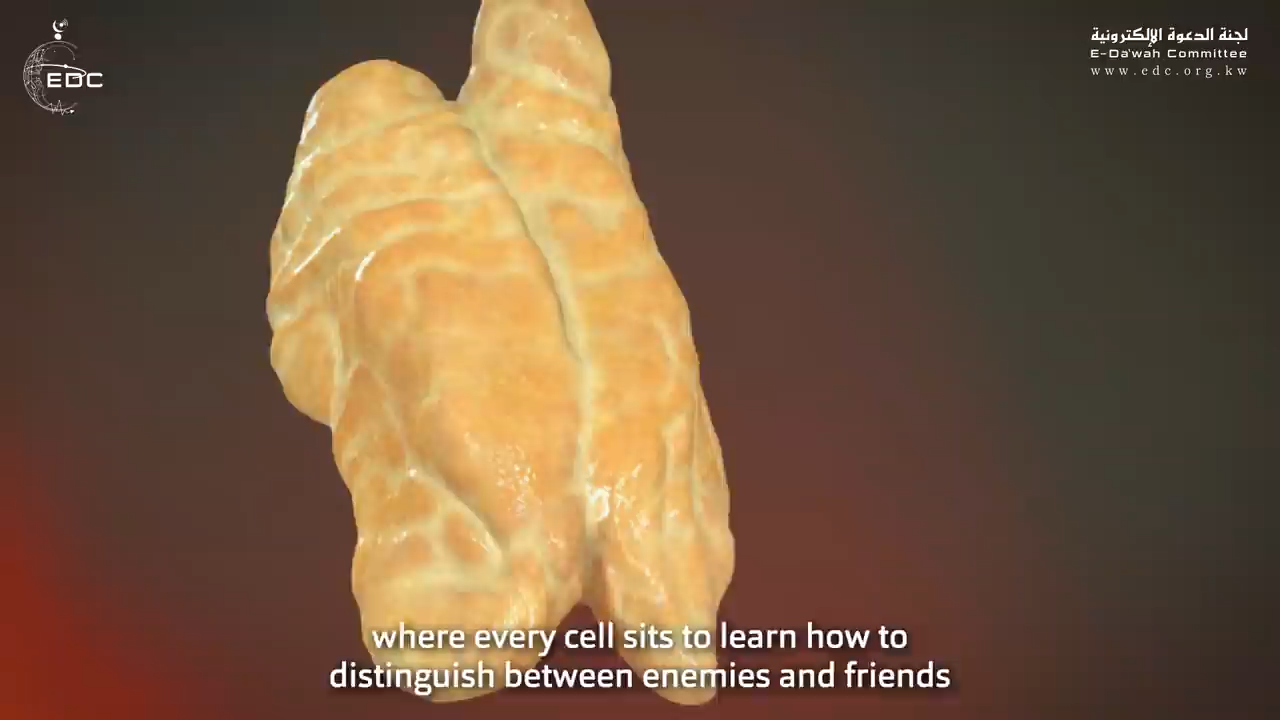 EDC
لجنة الدعوة الإلكترونية
E-Da'wah Committee
www.edc.org.kw
where every cell sits to learn how to
distinguish between enemies and friends